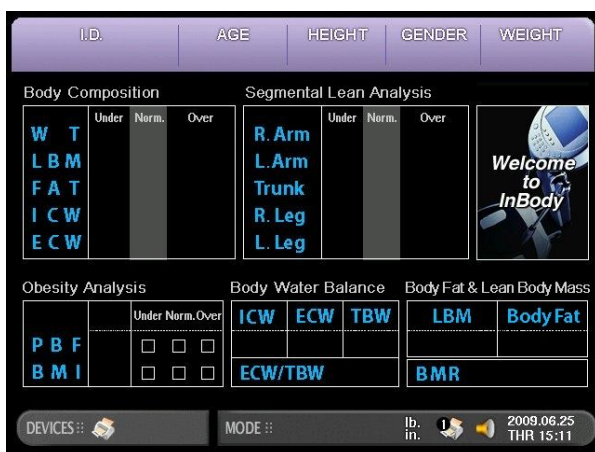 I.D. AGE HEIGHT GENDER WEIGHT
Body Composition
Under Norm. Over
W T
L B M
F A T
I C W
E C W
Segmental Lean Analysis
Under Norm. Over
R. Arm
L. Arm
Trunk
R. Leg
L. Leg
Welcome
to
InBody
Obesity Analysis
Under Norm. Over
P B F
B M I
Body Water Balance
ICW ECW TBW
ECW/TBW
Body Fat & Lean Body Mass
LBM Body Fat
BMR
DEVICES :: MODE :: lb. 1 2009.06.25
in. THR 15:11